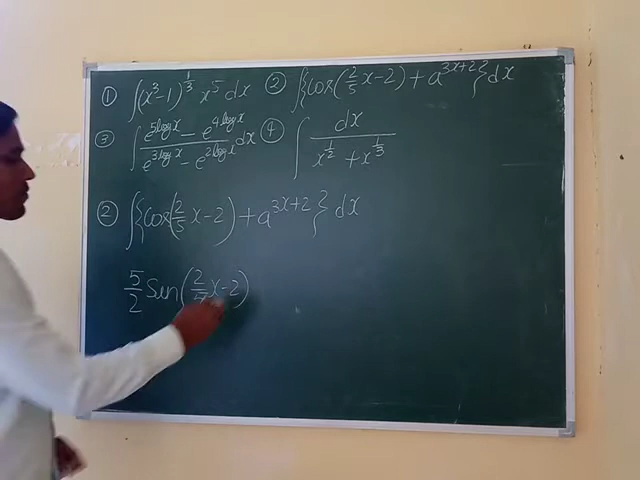 ① ∫(x³-1)^{1/3} x⁵ dx ② ∫{Cos(2/5 x-2) + a^{3x+2}}dx
③ ∫ (e^{5logx} - e^{4logx})/(e^{3logx} - e^{2logx}) dx ④ ∫ dx/(x^{1/2} + x^{1/3})
② ∫{Cos(2/5 x-2) + a^{3x+2}} dx
5/2 Sin(2/5 x-2)